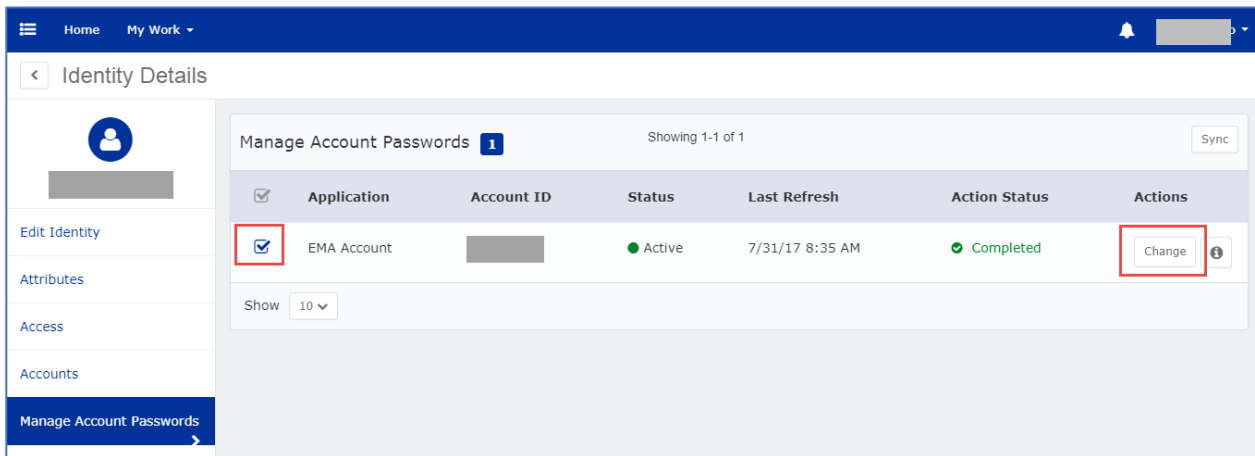 Home My Work
Identity Details
Manage Account Passwords 1 Showing 1-1 of 1 Sync
Application Account ID Status Last Refresh Action Status Actions
EMA Account Active 7/31/17 8:35 AM Completed Change
Show 10
Edit Identity
Attributes
Access
Accounts
Manage Account Passwords